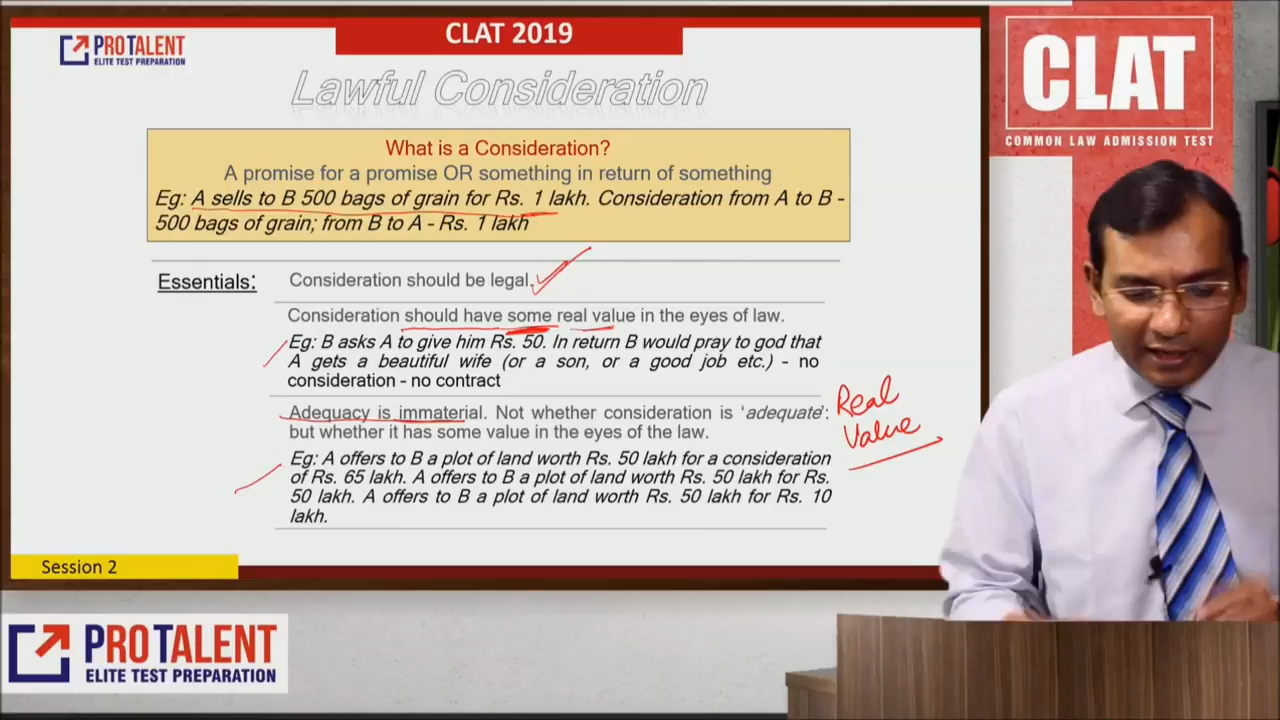 CLAT 2019
PROTALENT
ELITE TEST PREPARATION
Lawful Consideration
CLAT
COMMON LAW ADMISSION TEST
What is a Consideration?
A promise for a promise OR something in return of something
Eg: A sells to B 500 bags of grain for Rs. 1 lakh. Consideration from A to B -
500 bags of grain; from B to A - Rs. 1 lakh
Essentials:
Consideration should be legal.
Consideration should have some real value in the eyes of law.
Eg: B asks A to give him Rs. 50. In return B would pray to god that
A gets a beautiful wife (or a son, or a good job etc.) - no
consideration - no contract
Adequacy is immaterial. Not whether consideration is 'adequate':
but whether it has some value in the eyes of the law.
Real
Value
Eg: A offers to B a plot of land worth Rs. 50 lakh for a consideration
of Rs. 65 lakh. A offers to B a plot of land worth Rs. 50 lakh for Rs.
50 lakh. A offers to B a plot of land worth Rs. 50 lakh for Rs. 10
lakh.
Session 2
PROTALENT
ELITE TEST PREPARATION